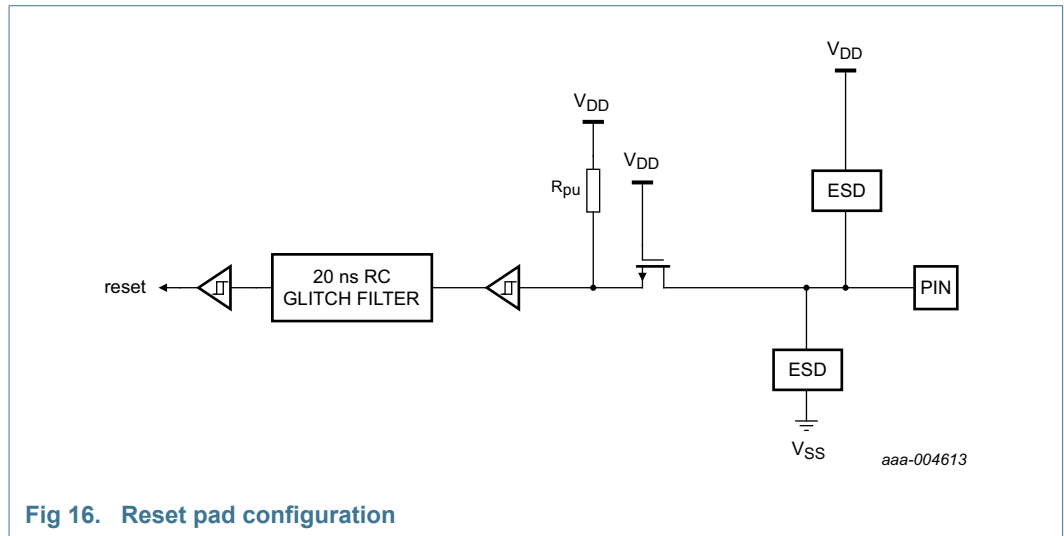 VDD
VDD
VDD
Rpu
ESD
reset
20 ns RC
GLITCH FILTER
PIN
ESD
VSS
aaa-004613
Fig 16. Reset pad configuration